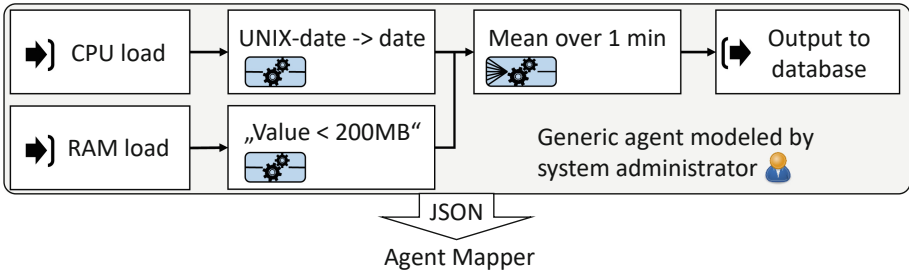 CPU load
UNIX-date -> date
Mean over 1 min
Output to
database
RAM load
„Value < 200MB“
Generic agent modeled by
system administrator
JSON
Agent Mapper